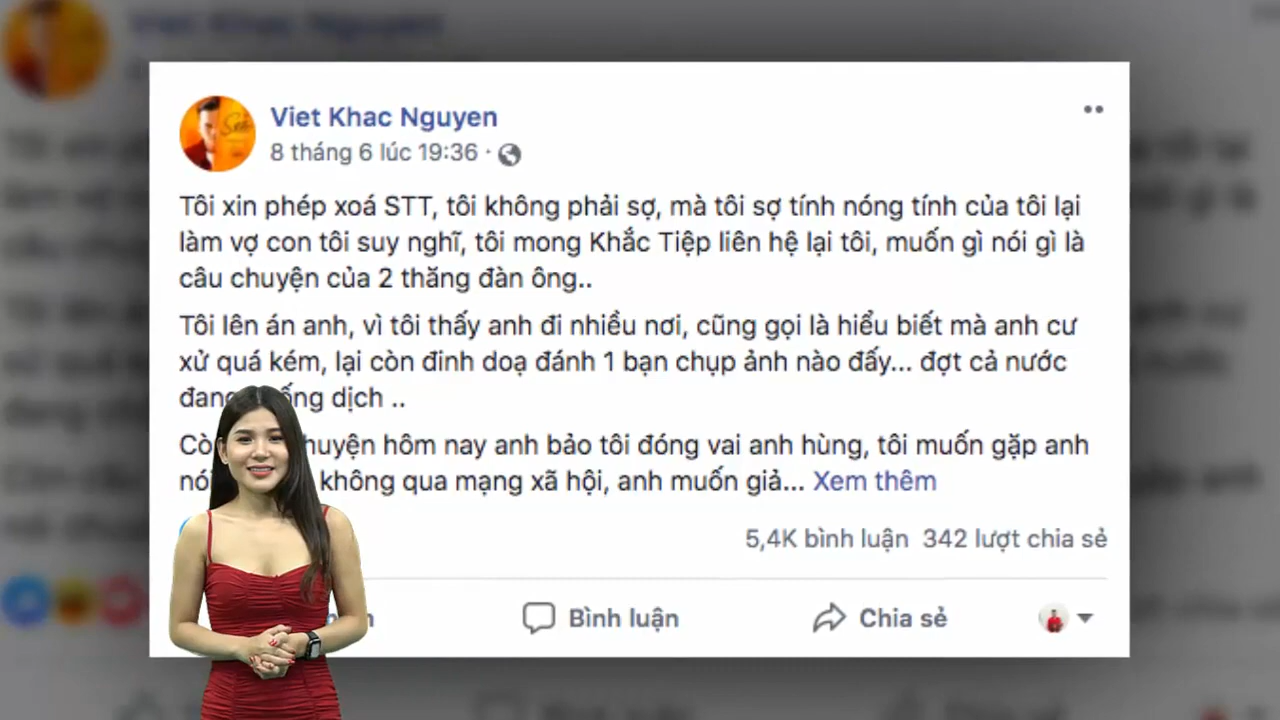 Viet Khac Nguyen
8 tháng 6 lúc 19:36
Tôi xin phép xoá STT, tôi không phải sợ, mà tôi sợ tính nóng tính của tôi lại
làm vợ con tôi suy nghĩ, tôi mong Khắc Tiệp liên hệ lại tôi, muốn gì nói gì là
câu chuyện của 2 thăng đàn ông..
Tôi lên án anh, vì tôi thấy anh đi nhiều nơi, cũng gọi là hiểu biết mà anh cư
xử quá kém, lại còn đinh doạ đánh 1 bạn chụp ảnh nào đấy... đợt cả nước
dịch ..
hôm nay anh bảo tôi đóng vai anh hùng, tôi muốn gặp anh
không qua mạng xã hội, anh muốn giả... Xem thêm
5,4K bình luận 342 lượt chia sẻ
Bình luận Chia sẻ